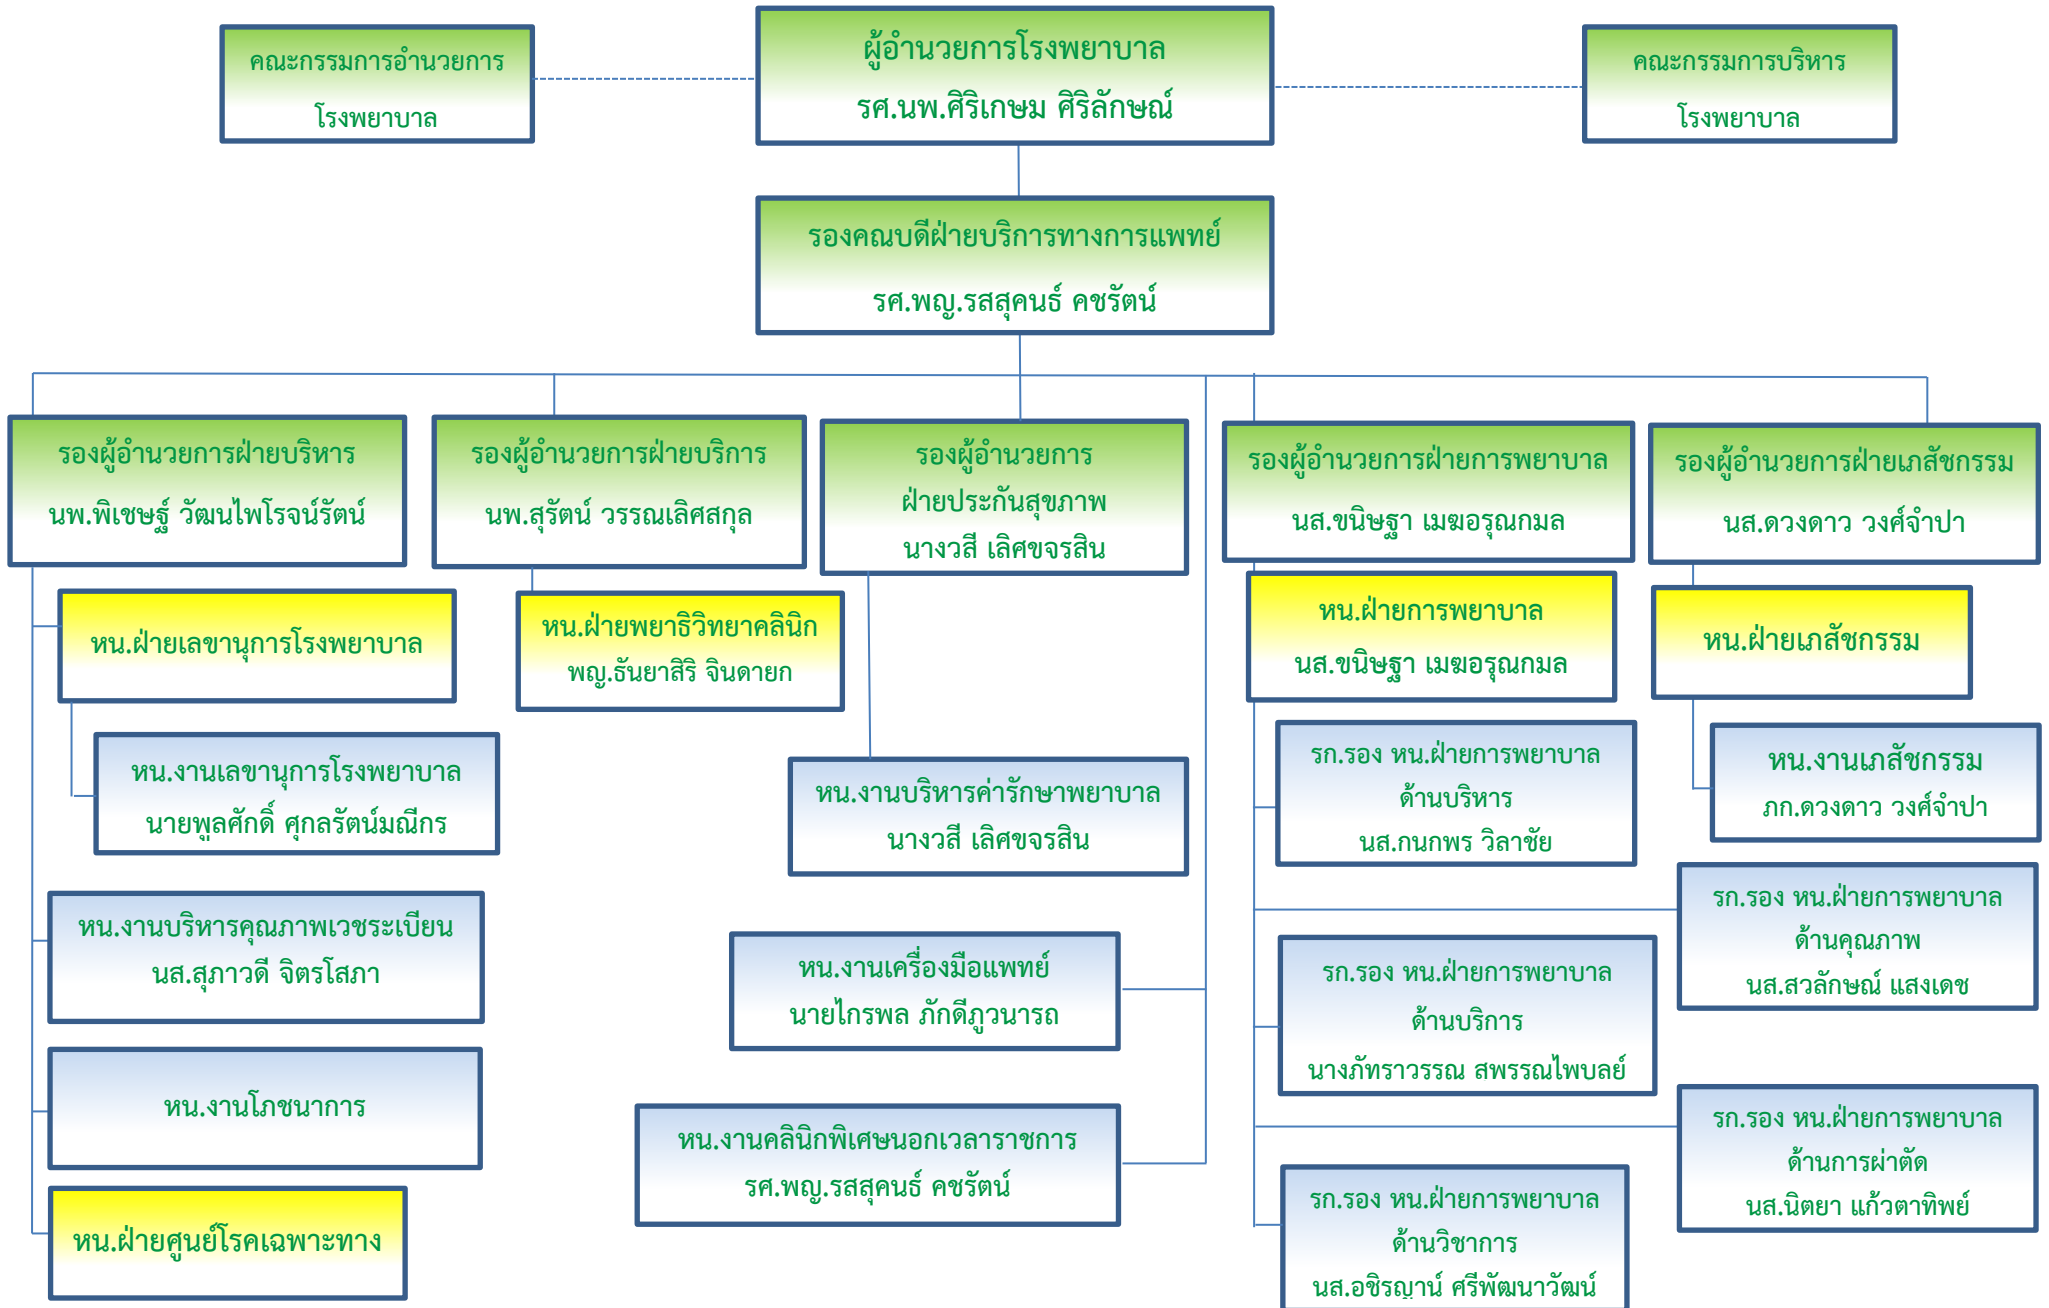 คณะกรรมการอำนวยการ
โรงพยาบาล
ผู้อำนวยการโรงพยาบาล
รศ.นพ.ศิริเกษม ศิริลักษณ์
คณะกรรมการบริหาร
โรงพยาบาล
รองคณบดีฝ่ายบริการทางการแพทย์
รศ.พญ.รสสุคนธ์ คชรัตน์
รองผู้อำนวยการฝ่ายบริหาร
นพ.พิเชษฐ์ วัฒนไพโรจน์รัตน์
รองผู้อำนวยการฝ่ายบริการ
นพ.สุรัตน์ วรรณเลิศสกุล
รองผู้อำนวยการ
ฝ่ายประกันสุขภาพ
นางวสี เลิศขจรสิน
รองผู้อำนวยการฝ่ายการพยาบาล
นส.ขนิษฐา เมฆอรุณกมล
รองผู้อำนวยการฝ่ายเภสัชกรรม
นส.ดวงดาว วงศ์จำปา
หน.ฝ่ายเลขานุการโรงพยาบาล
หน.ฝ่ายพยาธิวิทยาคลินิก
พญ.ธันยาสิริ จินดายก
หน.ฝ่ายการพยาบาล
นส.ขนิษฐา เมฆอรุณกมล
หน.ฝ่ายเภสัชกรรม
หน.งานเลขานุการโรงพยาบาล
นายพูลศักดิ์ ศุกลรัตน์มณีกร
หน.งานบริหารค่ารักษาพยาบาล
นางวสี เลิศขจรสิน
รก.รอง หน.ฝ่ายการพยาบาล
ด้านบริหาร
นส.กนกพร วิลาชัย
หน.งานเภสัชกรรม
ภก.ดวงดาว วงศ์จำปา
หน.งานบริหารคุณภาพเวชระเบียน
นส.สุภาวดี จิตรโสภา
หน.งานเครื่องมือแพทย์
นายไกรพล ภักดีภูวนารถ
รก.รอง หน.ฝ่ายการพยาบาล
ด้านบริการ
นางภัทราวรรณ สพรรณไพบลย์
รก.รอง หน.ฝ่ายการพยาบาล
ด้านคุณภาพ
นส.สวลักษณ์ แสงเดช
หน.งานโภชนาการ
หน.งานคลินิกพิเศษนอกเวลาราชการ
รศ.พญ.รสสุคนธ์ คชรัตน์
รก.รอง หน.ฝ่ายการพยาบาล
ด้านการผ่าตัด
นส.นิตยา แก้วตาทิพย์
หน.ฝ่ายศูนย์โรคเฉพาะทาง
รก.รอง หน.ฝ่ายการพยาบาล
ด้านวิชาการ
นส.อชิรญาน์ ศรีพัฒนาวัฒน์